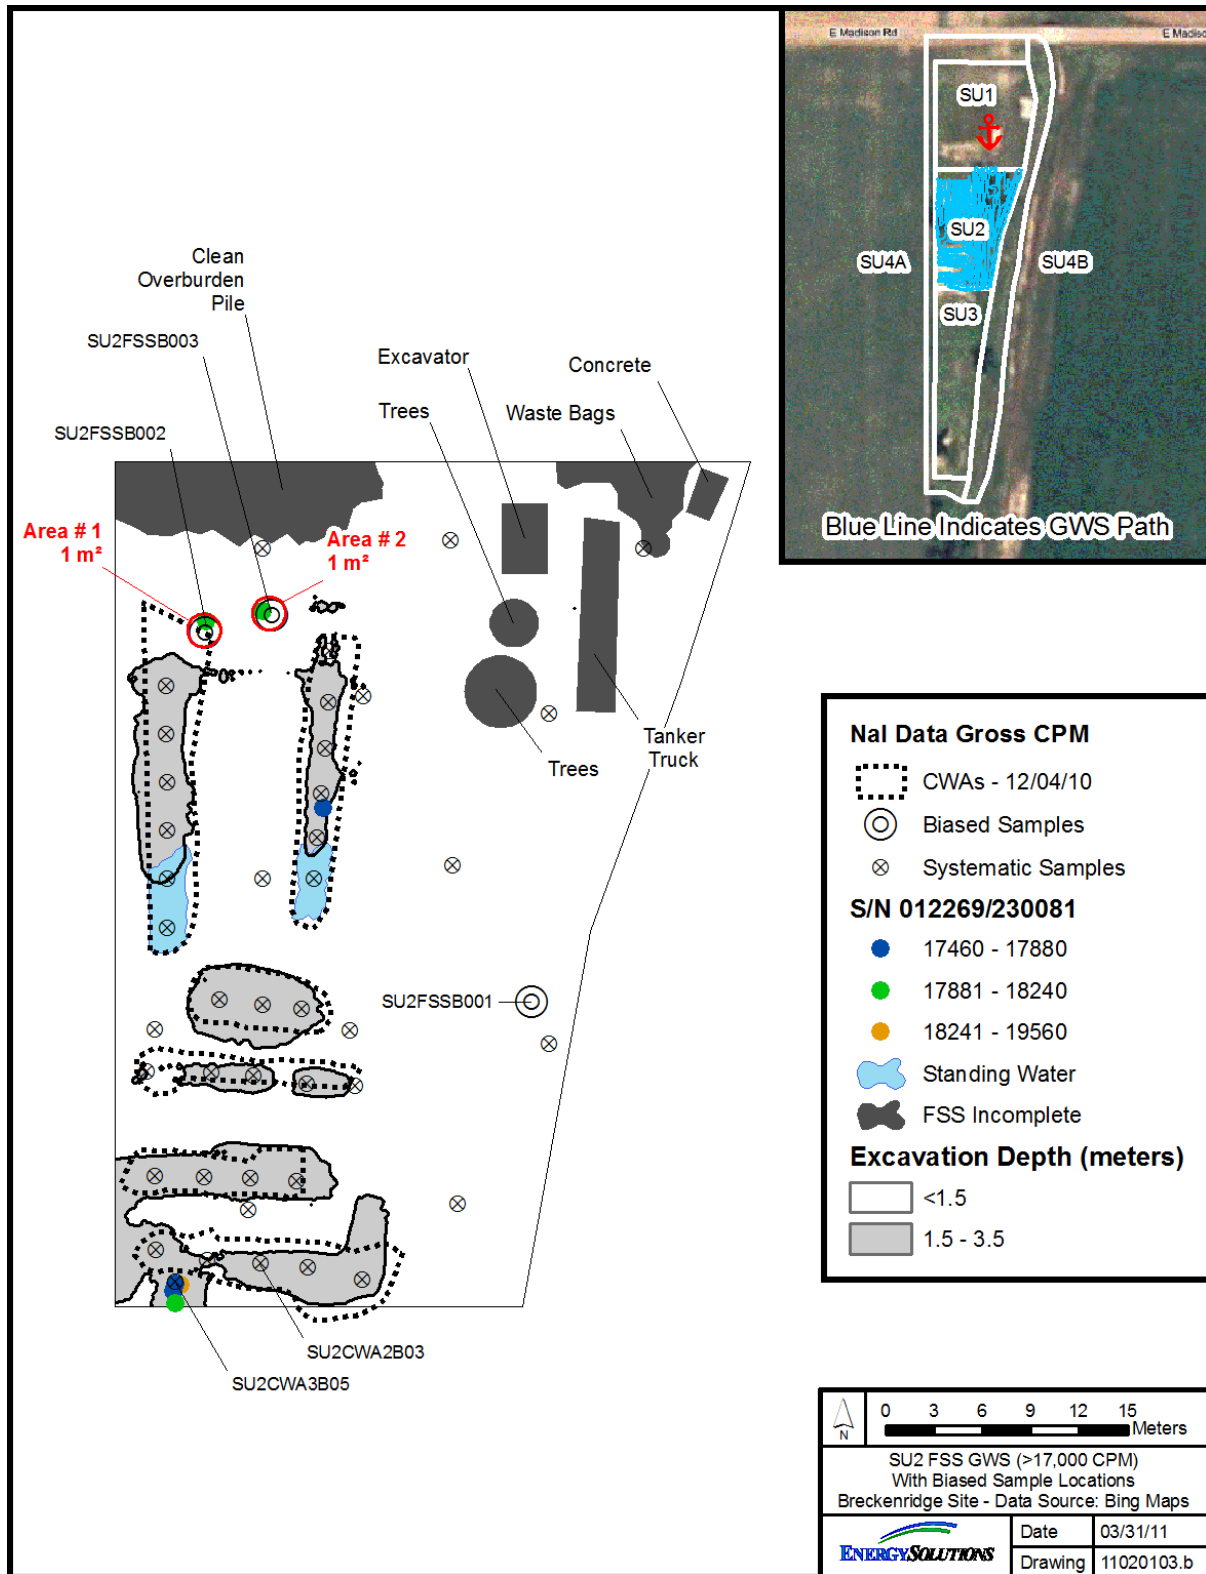 E Madison Rd
E Madiso
SU1
SU2
SU4A
SU4B
SU3
Blue Line Indicates GWS Path
Clean
Overburden
Pile
SU2FSSB003
SU2FSSB002
Excavator
Trees
Concrete
Waste Bags
Area # 1
1 m²
Area # 2
1 m²
Tanker
Truck
Trees
SU2FSSB001
SU2CWA2B03
SU2CWA3B05
NaI Data Gross CPM
CWAs - 12/04/10
Biased Samples
Systematic Samples
S/N 012269/230081
17460 - 17880
17881 - 18240
18241 - 19560
Standing Water
FSS Incomplete
Excavation Depth (meters)
<1.5
1.5 - 3.5
N
0 3 6 9 12 15
Meters
SU2 FSS GWS (>17,000 CPM)
With Biased Sample Locations
Breckenridge Site - Data Source: Bing Maps
ENERGYSOLUTIONS
Date 03/31/11
Drawing 11020103.b